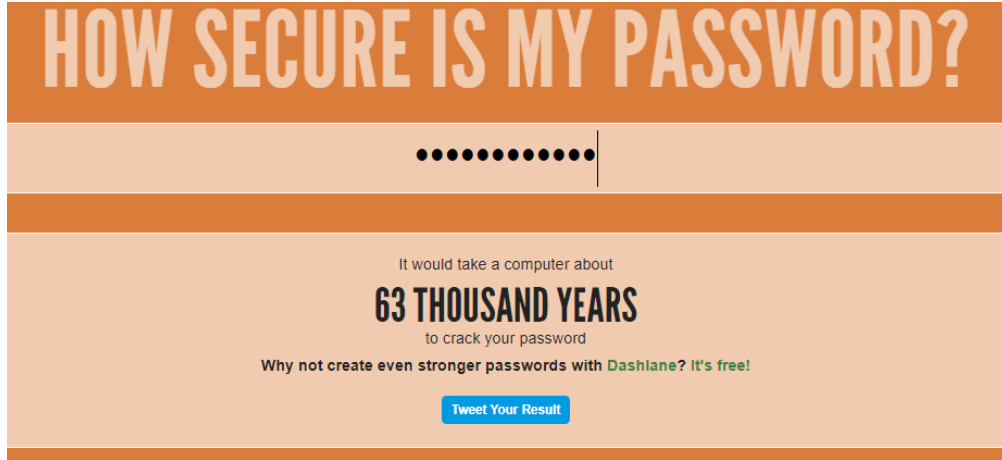 HOW SECURE IS MY PASSWORD?
••••••••••••
It would take a computer about
63 THOUSAND YEARS
to crack your password
Why not create even stronger passwords with Dashlane? It's free!
Tweet Your Result